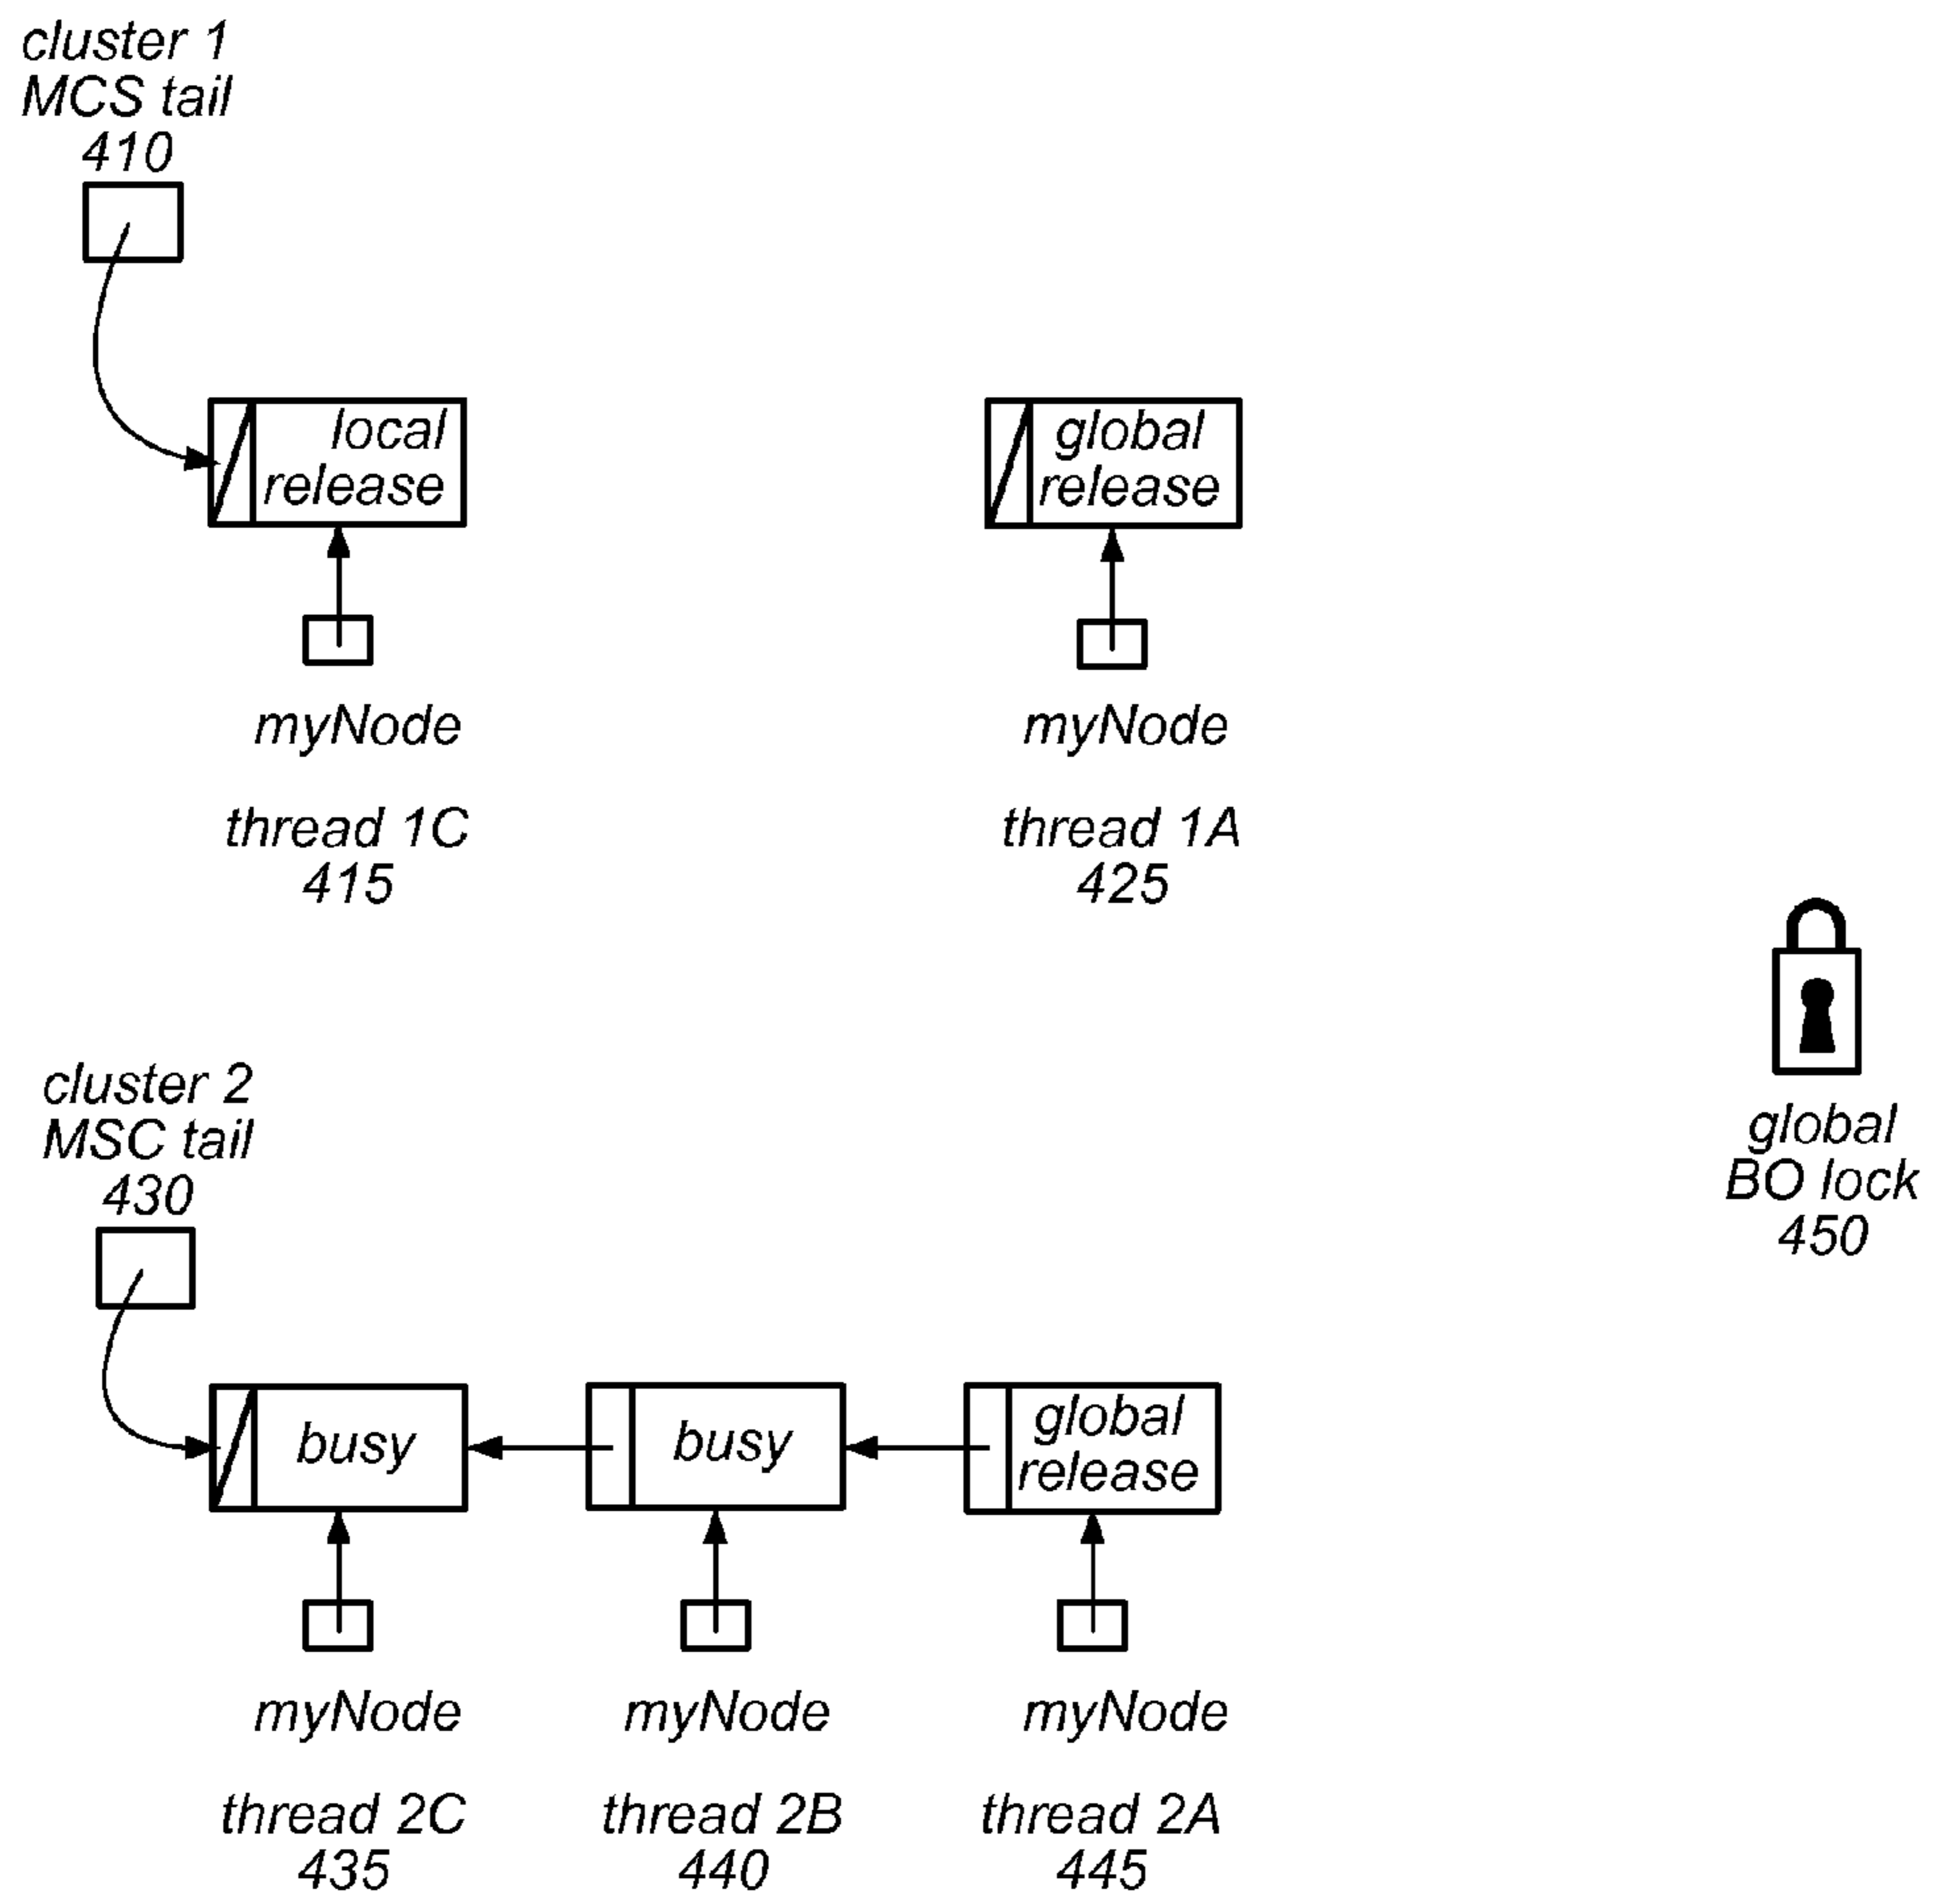 cluster 1
MCS tail
410
local
release
global
release
myNode
myNode
thread 1C
415
thread 1A
425
global
BO lock
450
cluster 2
MSC tail
430
busy
busy
global
release
myNode
myNode
myNode
thread 2C
435
thread 2B
440
thread 2A
445